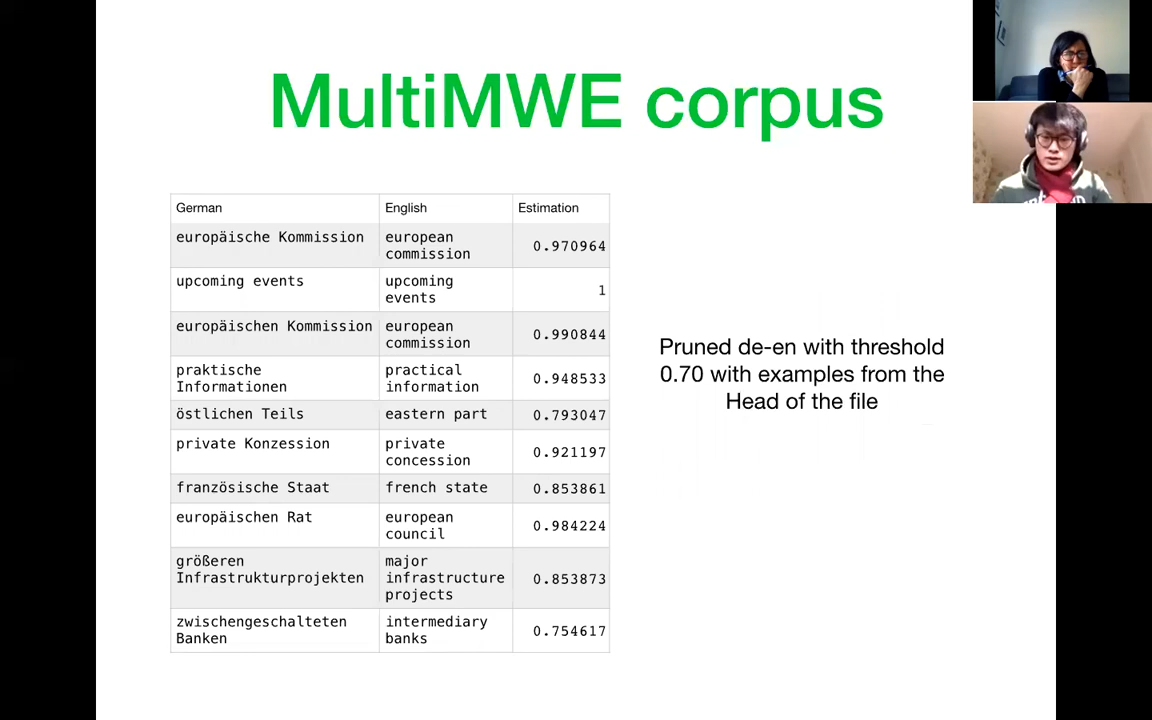 MultiMWE corpus
German English Estimation
europäische Kommission european 0.970964
commission
upcoming events upcoming 1
events
europäischen Kommission european 0.990844
commission
praktische practical 0.948533
Informationen information
östlichen Teils eastern part 0.793047
private Konzession private 0.921197
concession
französische Staat french state 0.853861
europäischen Rat european 0.984224
council
größeren major 0.853873
Infrastrukturprojekten infrastructure
projects
zwischengeschalteten intermediary 0.754617
Banken banks
Pruned de-en with threshold
0.70 with examples from the
Head of the file